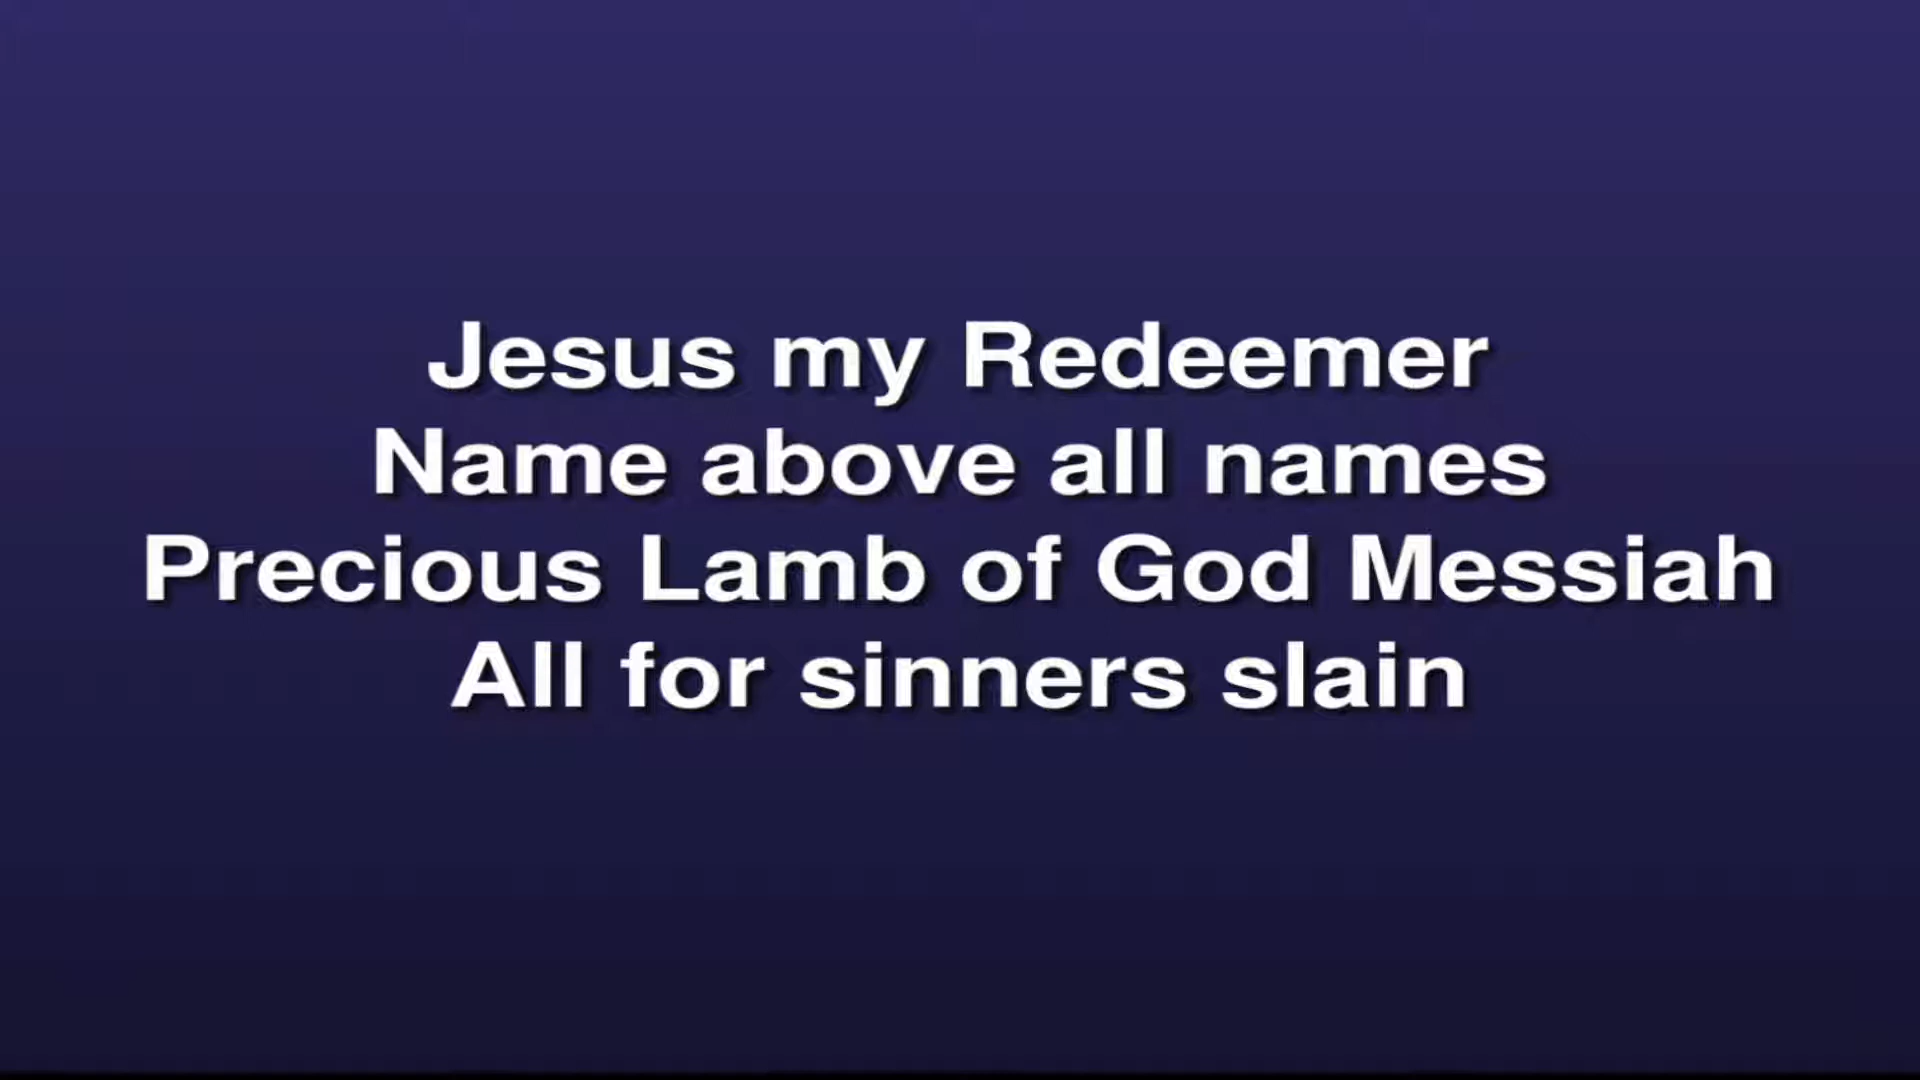 Jesus my Redeemer
Name above all names
Precious Lamb of God Messiah
All for sinners slain